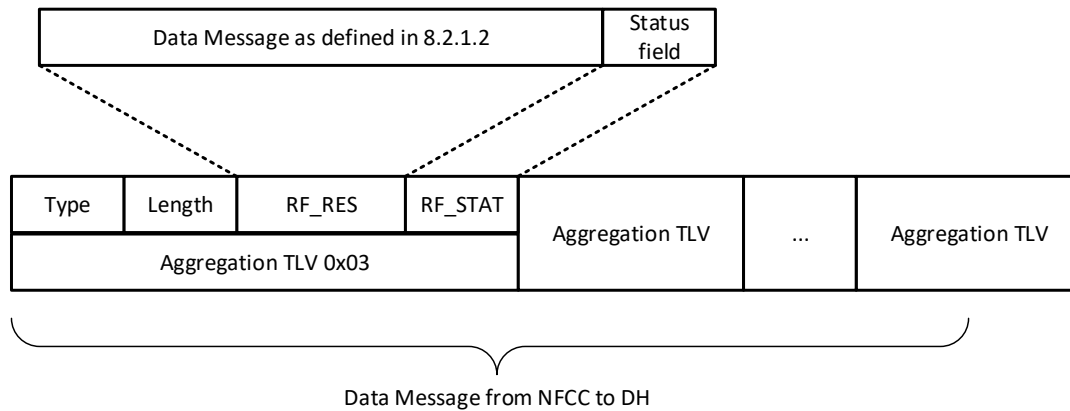 Data Message as defined in 8.2.1.2
Status
field
Type
Length
RF_RES
RF_STAT
Aggregation TLV
...
Aggregation TLV
Aggregation TLV 0x03
Data Message from NFCC to DH